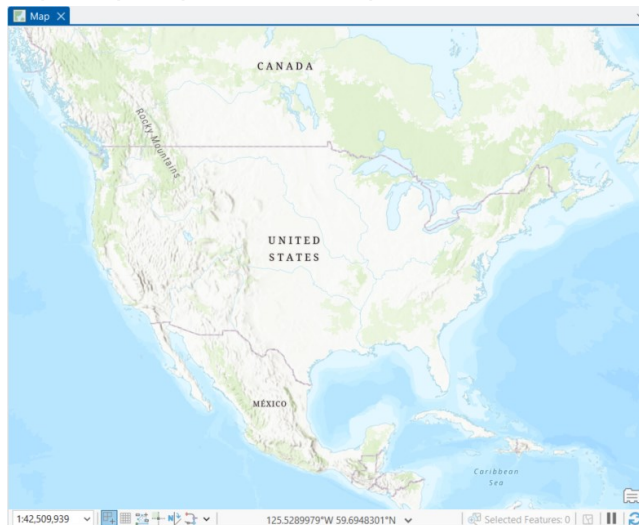 Map
CANADA
Rocky Mountains
UNITED
STATES
MÉXICO
Caribbean
Sea
1:42,509,939
125.5289979°W 59.6948301°N
Selected Features: 0